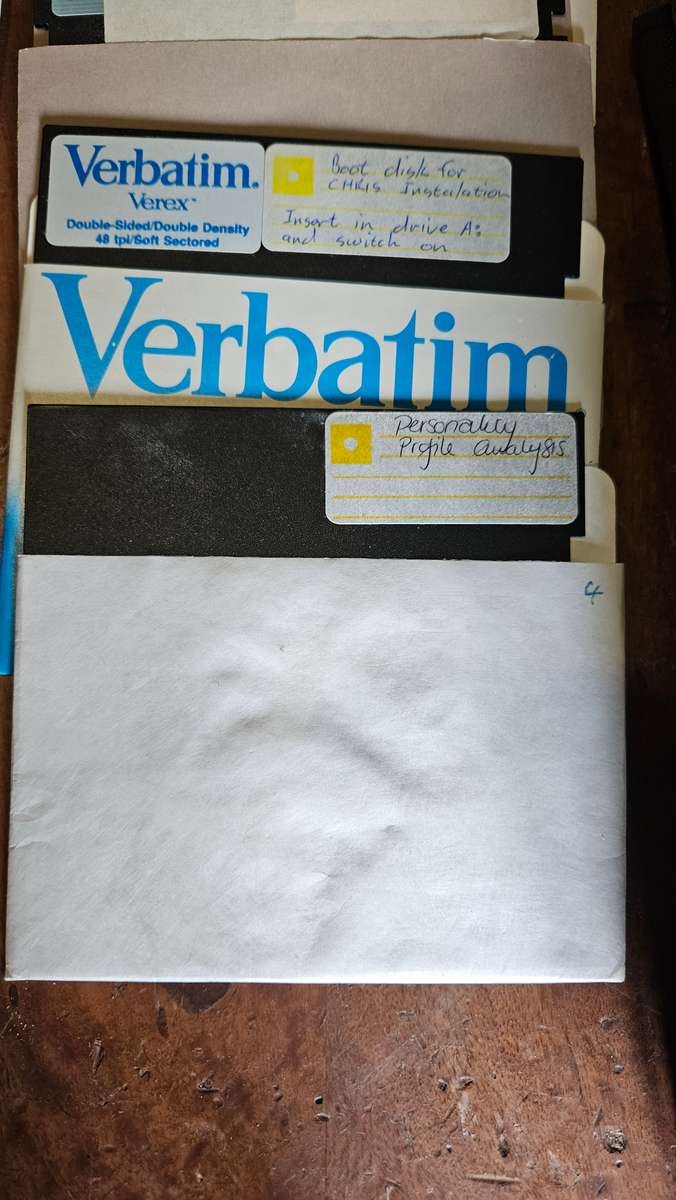 Verbatim.
Verex™
Double-Sided/Double Density
48 tpi/Soft Sectored
Boot disk for
CHRIS Installation
Insert in drive A:
and switch on
Verbatim
Personality
Profile Analysis
4